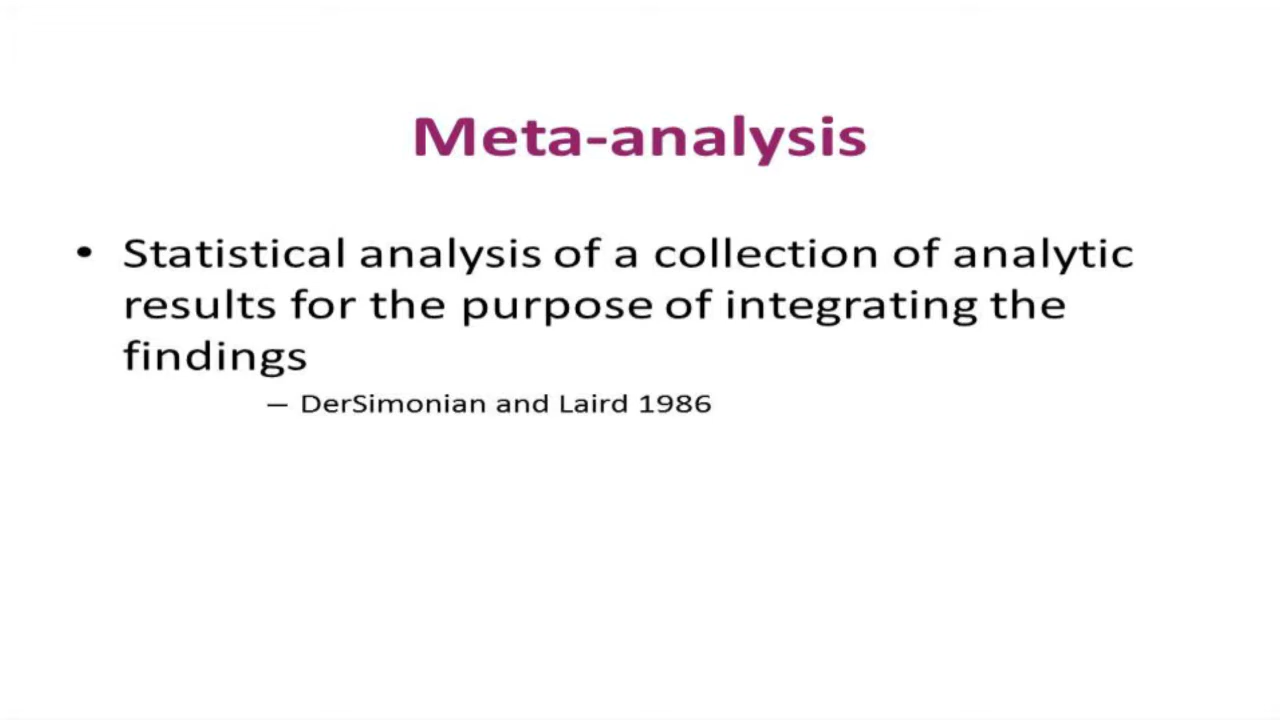 Meta-analysis
• Statistical analysis of a collection of analytic
results for the purpose of integrating the
findings
– DerSimonian and Laird 1986